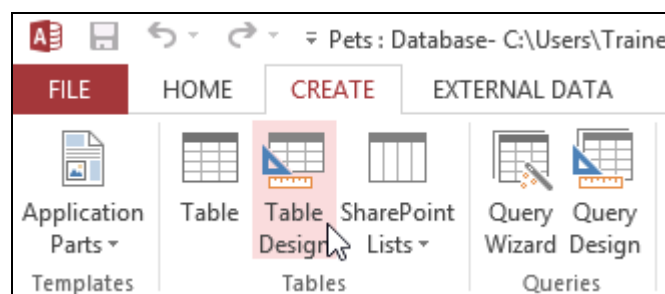 Pets : Database- C:\Users\Traine
FILE HOME CREATE EXTERNAL DATA
Application Parts Table Table Design SharePoint Lists Query Wizard Query Design
Templates Tables Queries